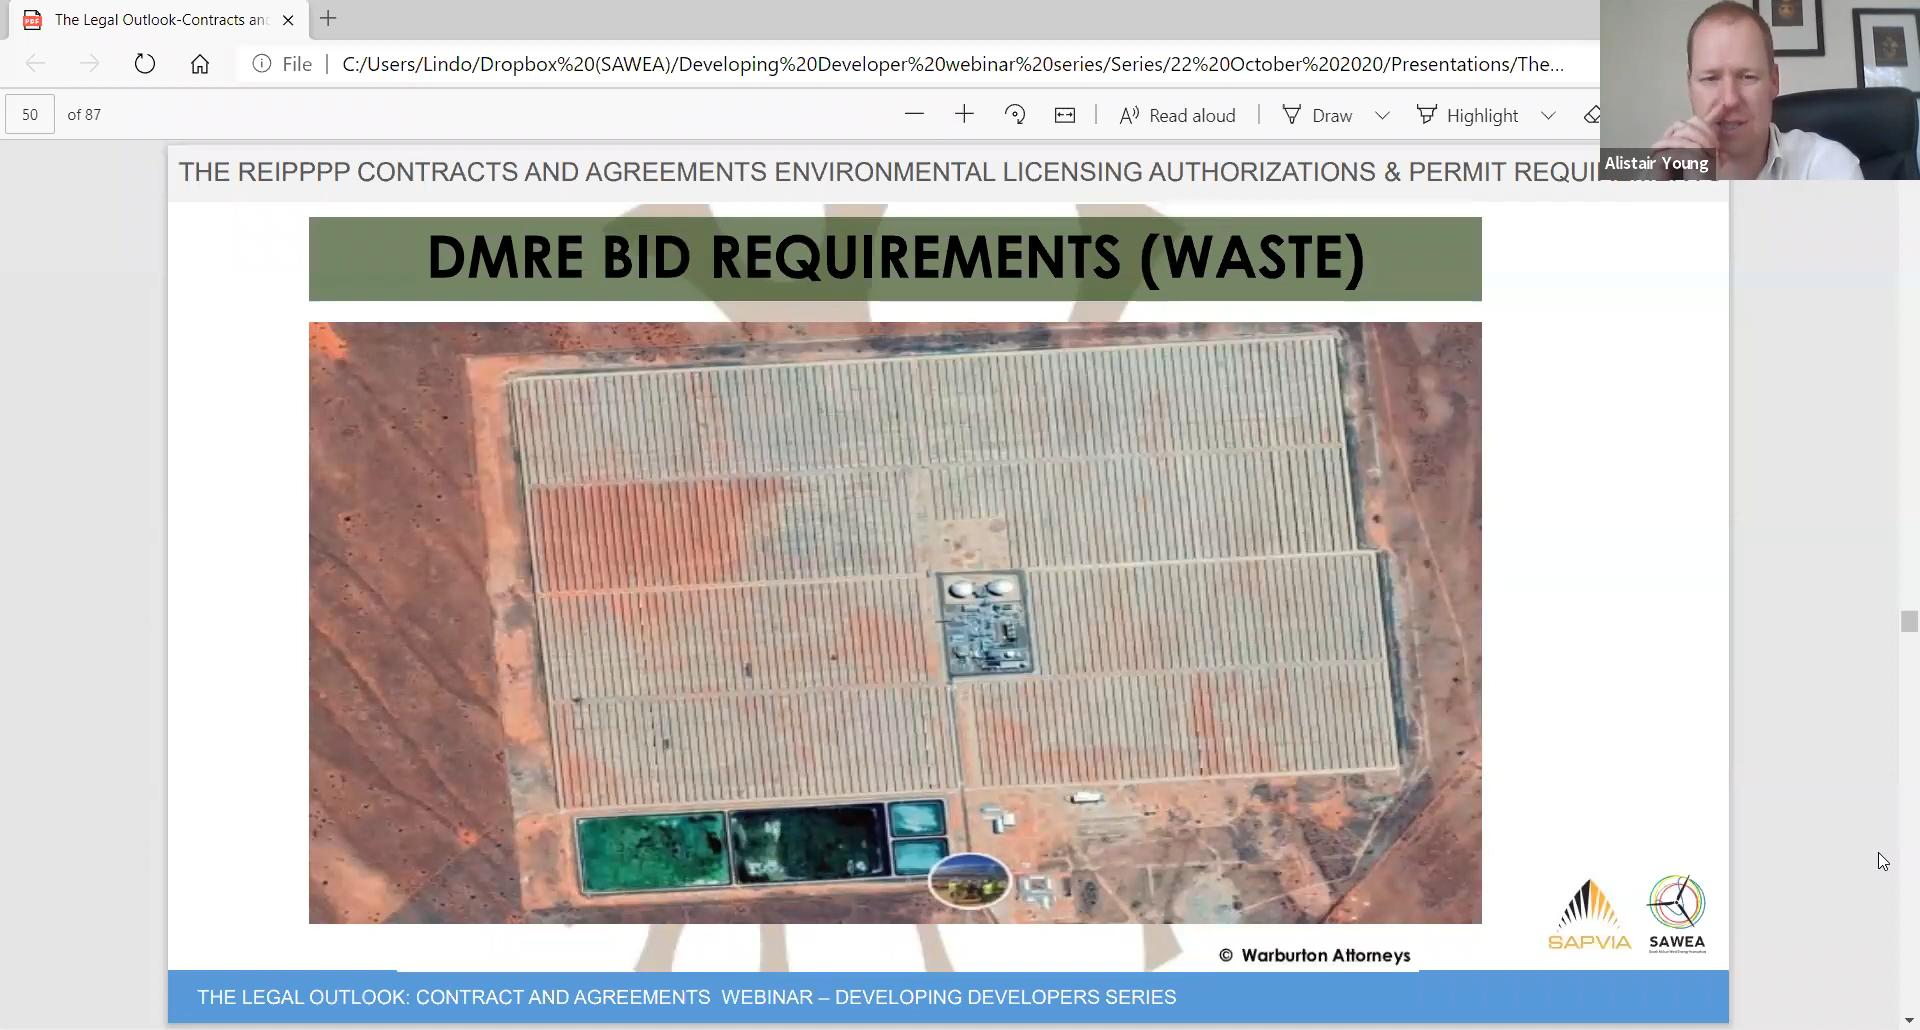 The Legal Outlook-Contracts and
File
C:/Users/Lindo/Dropbox%20(SAWEA)/Developing%20Developer%20webinar%20series/Series/22%20October%202020/Presentations/The...
50 of 87
Read aloud
Draw
Highlight
Alistair Young
THE REIPPPP CONTRACTS AND AGREEMENTS ENVIRONMENTAL LICENSING AUTHORIZATIONS & PERMIT REQUIREMENTS
DMRE BID REQUIREMENTS (WASTE)
SAPVIA
SAWEA
© Warburton Attorneys
THE LEGAL OUTLOOK: CONTRACT AND AGREEMENTS WEBINAR – DEVELOPING DEVELOPERS SERIES